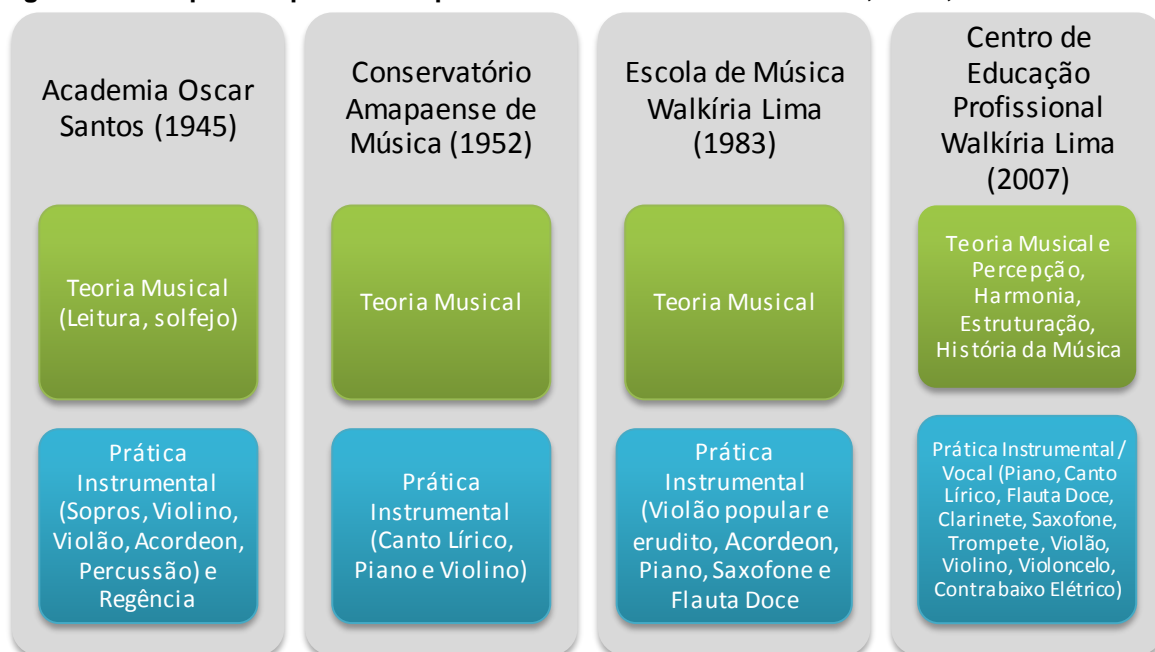 Academia Oscar
Santos (1945)
Teoria Musical
(Leitura, solfejo)
Prática
Instrumental
(Sopros, Violino,
Violão, Acordeon,
Percussão) e
Regência
Conservatório
Amapaense de
Música (1952)
Teoria Musical
Prática
Instrumental
(Canto Lírico,
Piano e Violino)
Escola de Música
Walkíria Lima
(1983)
Teoria Musical
Prática
Instrumental
(Violão popular e
erudito, Acordeon,
Piano, Saxofone e
Flauta Doce
Centro de
Educação
Profissional
Walkíria Lima
(2007)
Teoria Musical e
Percepção,
Harmonia,
Estruturação,
História da Música
Prática Instrumental/
Vocal (Piano, Canto
Lírico, Flauta Doce,
Clarinete, Saxofone,
Trompete, Violão,
Violino, Violoncelo,
Contrabaixo Elétrico)